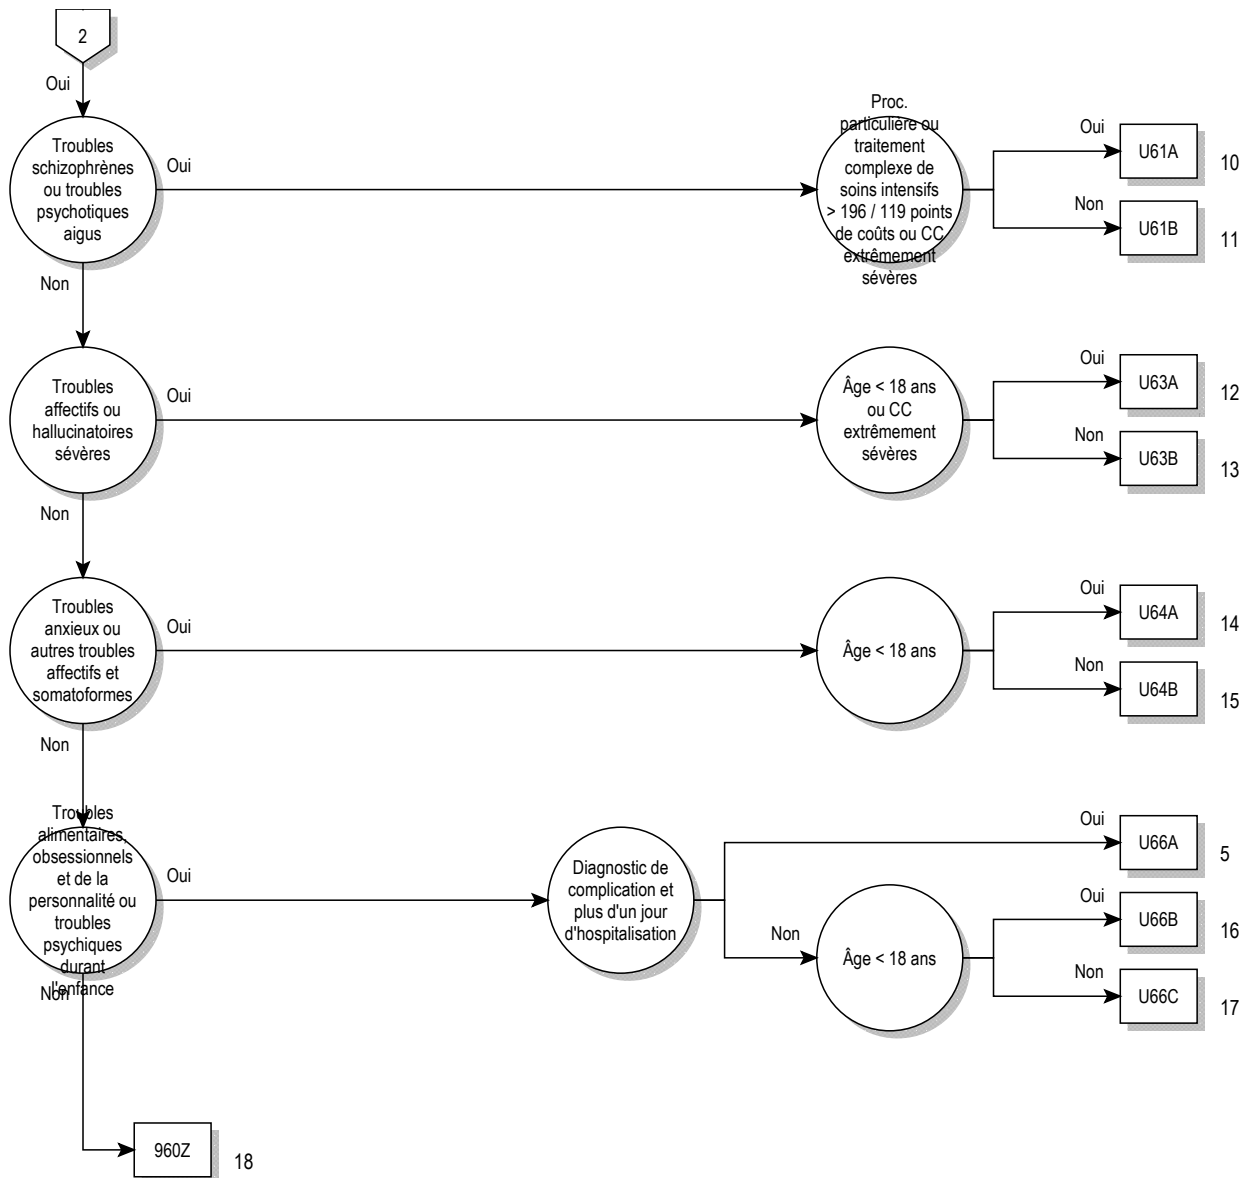 2
Oui
Troubles
schizophrènes
ou troubles
psychotiques
aigus
Oui
Proc.
particulière ou
traitement
complexe de
soins intensifs
> 196 / 119 points
de coûts ou CC
extrêmement
sévères
Oui
U61A
10
Non
U61B
11
Non
Troubles
affectifs ou
hallucinatoires
sévères
Oui
Âge < 18 ans
ou CC
extrêmement
sévères
Oui
U63A
12
Non
U63B
13
Non
Troubles
anxieux ou
autres troubles
affectifs et
somatoformes
Oui
Âge < 18 ans
Oui
U64A
14
Non
U64B
15
Non
Troubles
alimentaires,
obsessionnels
et de la
personnalité ou
troubles
psychiques
durant
l'enfance
Oui
Diagnostic de
complication et
plus d'un jour
d'hospitalisation
Oui
U66A
5
Non
Âge < 18 ans
Oui
U66B
16
Non
U66C
17
Non
960Z
18